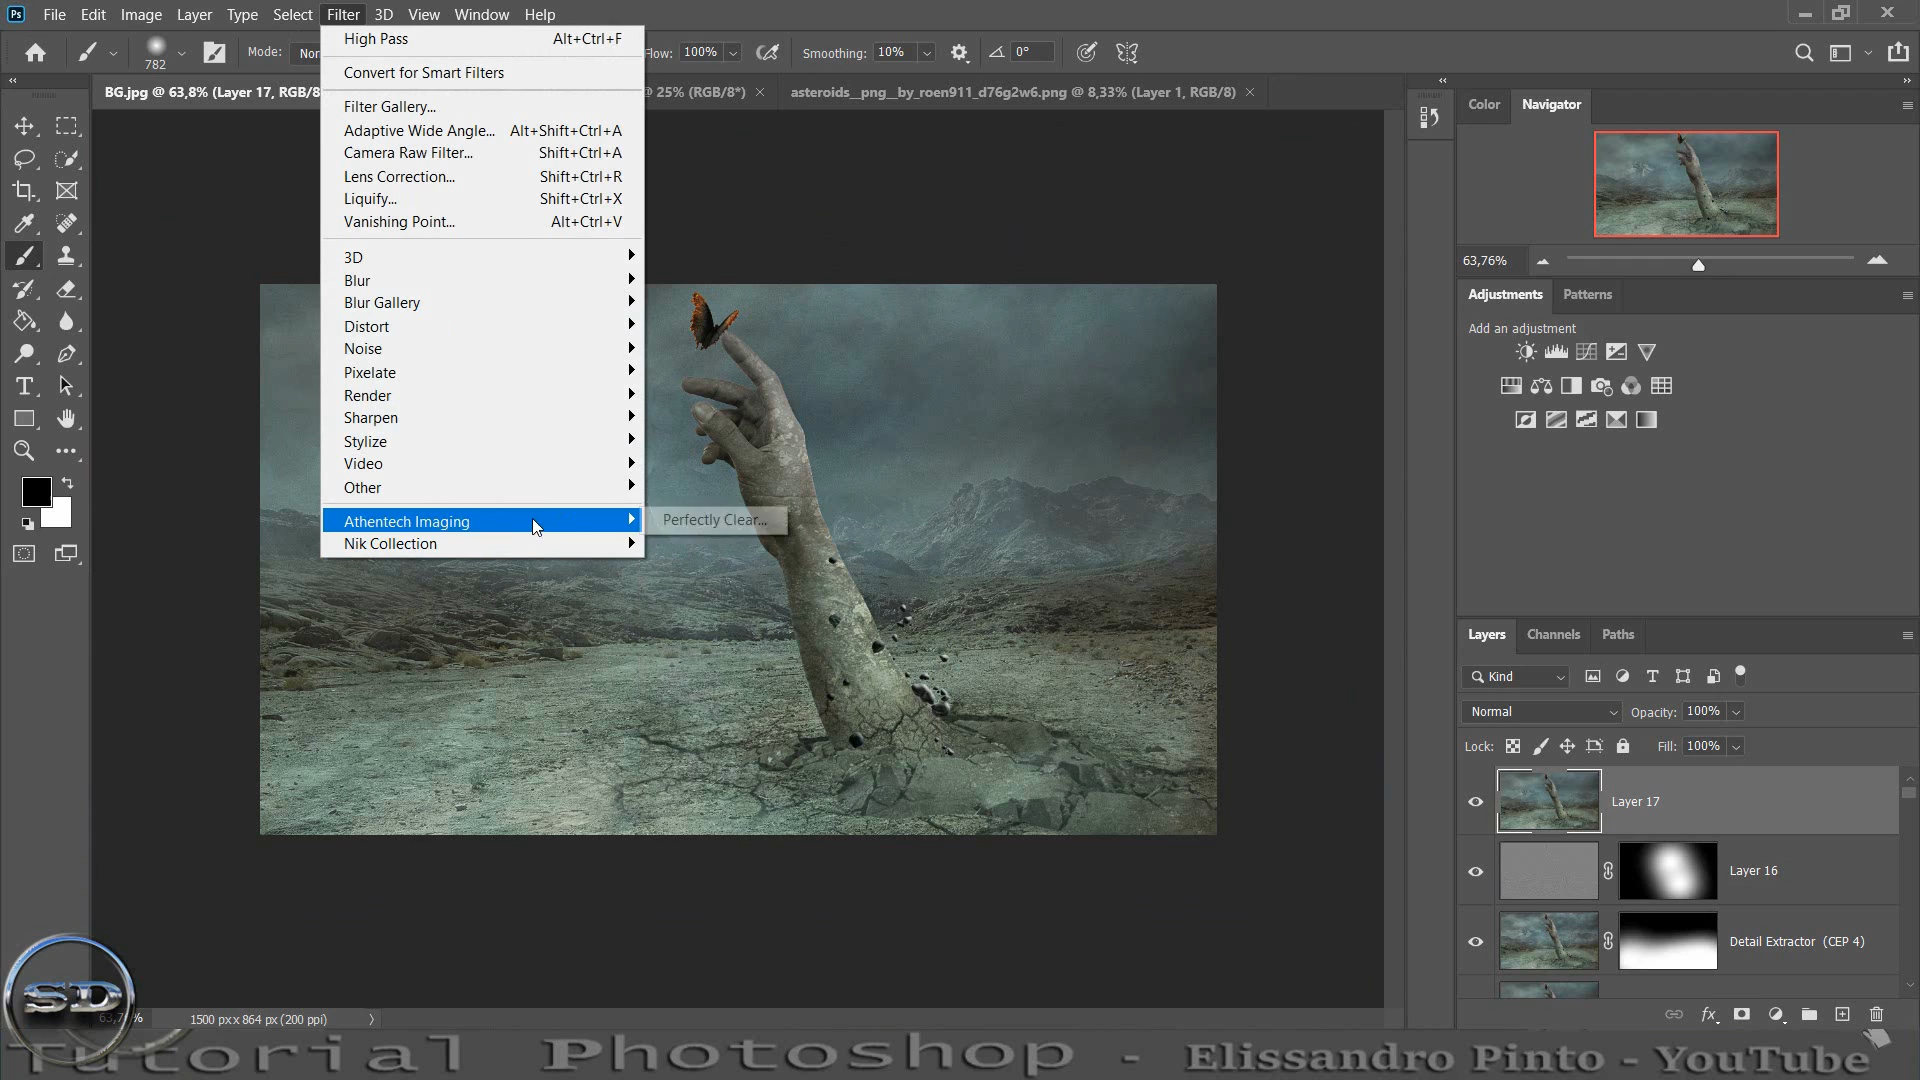 Ps File Edit Image Layer Type Select Filter 3D View Window Help
782 Mode: Flow: 100% Smoothing: 10% 0°
BG.jpg @ 63,8% (Layer 17, RGB/8 @ 25% (RGB/8*) × asteroids__png__by_roen911_d76g2w6.png @ 8,33% (Layer 1, RGB/8) ×
High Pass Alt+Ctrl+F
Convert for Smart Filters
Filter Gallery...
Adaptive Wide Angle... Alt+Shift+Ctrl+A
Camera Raw Filter... Shift+Ctrl+A
Lens Correction... Shift+Ctrl+R
Liquify... Shift+Ctrl+X
Vanishing Point... Alt+Ctrl+V
3D
Blur
Blur Gallery
Distort
Noise
Pixelate
Render
Sharpen
Stylize
Video
Other
Athentech Imaging
Perfectly Clear...
Nik Collection
Color Navigator
63,76%
Adjustments Patterns
Add an adjustment
Layers Channels Paths
Kind
Normal Opacity: 100%
Lock: Fill: 100%
Layer 17
Layer 16
Detail Extractor (CEP 4)
fx
SD
1500 px x 864 px (200 ppi)
Tutorial Photoshop - Elissandro Pinto - YouTube